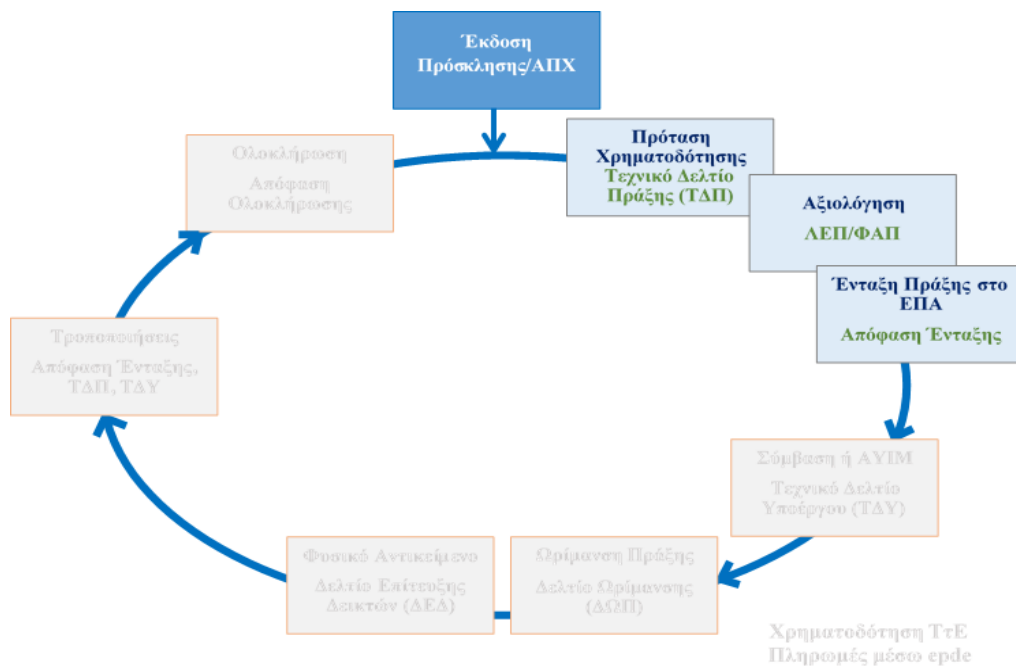 Έκδοση
Πρόσκλησης/ΑΠΧ
Πρόταση
Χρηματοδότησης
Τεχνικό Δελτίο
Πράξης (ΤΔΠ)
Αξιολόγηση
ΛΕΠ/ΦΑΠ
Ένταξη Πράξης στο
ΕΠΑ
Απόφαση Ένταξης
Σύμβαση ή ΑΥΙΜ
Τεχνικό Δελτίο
Υποέργου (ΤΔΥ)
Ωρίμανση Πράξης
Δελτίο Ωρίμανσης
(ΔΩΠ)
Φυσικό Αντικείμενο
Δελτίο Επίτευξης
Δεικτών (ΔΕΔ)
Τροποποιήσεις
Απόφαση Ένταξης,
ΤΔΠ, ΤΔΥ
Ολοκλήρωση
Απόφαση
Ολοκλήρωσης
Χρηματοδότηση ΤτΕ
Πληρωμές μέσω epde